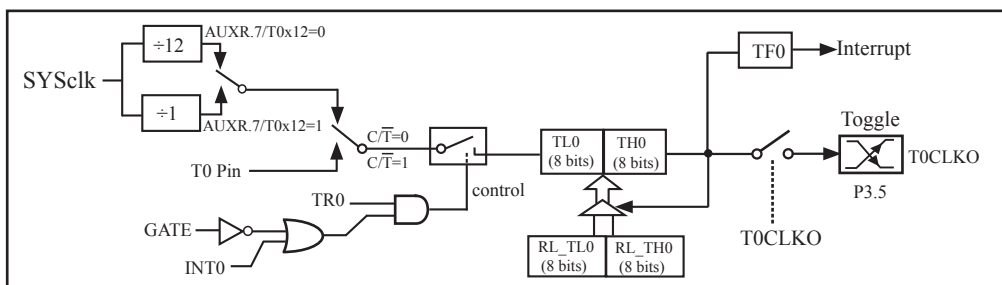 AUXR.7/T0x12=0
÷12
SYSclk
÷1
AUXR.7/T0x12=1
T0 Pin
C/T̅=0
C/T̅=1
control
TR0
GATE
INT0
TL0
(8 bits)
TH0
(8 bits)
RL_TL0
(8 bits)
RL_TH0
(8 bits)
TF0
Interrupt
Toggle
T0CLKO
P3.5
T0CLKO